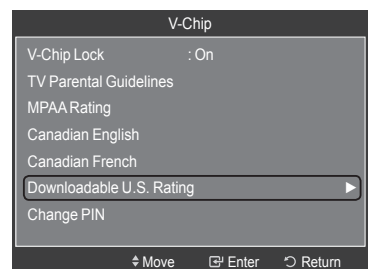 V-Chip
V-Chip Lock : On
TV Parental Guidelines
MPAA Rating
Canadian English
Canadian French
Downloadable U.S. Rating
Change PIN
Move Enter Return